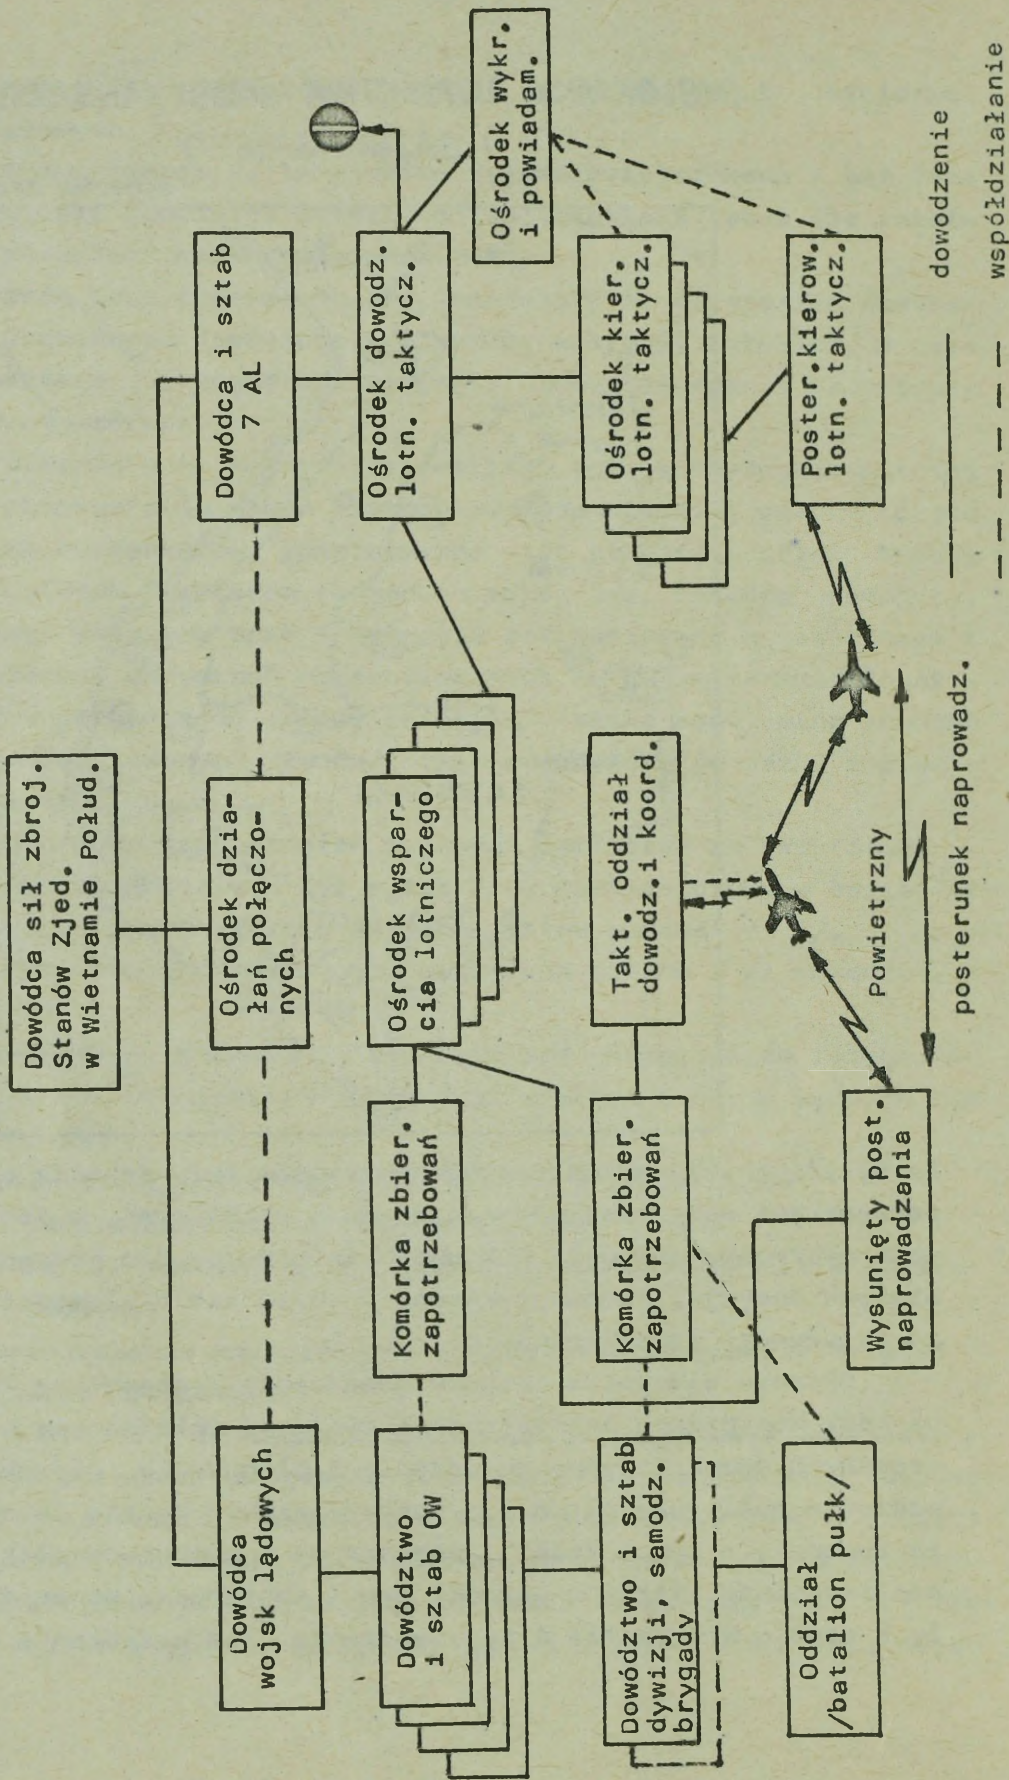 Dowódca sił zbroj.
Stanów Zjed.
w Wietnamie Połud.
Dowódca
wojsk lądowych
Ośrodek dzia-
łań połączo-
nych
Dowódca i sztab
7 AL
Dowództwo
i sztab OW
Komórka zbier.
zapotrzebowań
Ośrodek wspar-
cia lotniczego
Ośrodek dowodz.
lotn. taktycz.
Ośrodek wykr.
i powiadam.
Dowództwo i sztab
dywizji, samodz.
brygady
Komórka zbier.
zapotrzebowań
Takt. oddział
dowodz.i koord.
Ośrodek kier.
lotn. taktycz.
Oddział
/batalion pułk/
Wysunięty post.
naprowadzania
Powietrzny
posterunek naprowadz.
Poster.kierow.
lotn. taktycz.
dowodzenie
współdziałanie